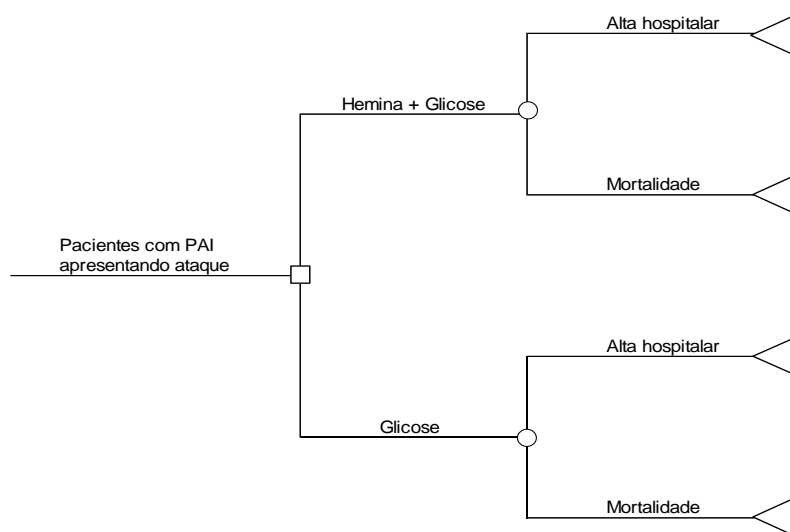 Alta hospitalar
Hemina + Glicose
Mortalidade
Pacientes com PAI
apresentando ataque
Alta hospitalar
Glicose
Mortalidade